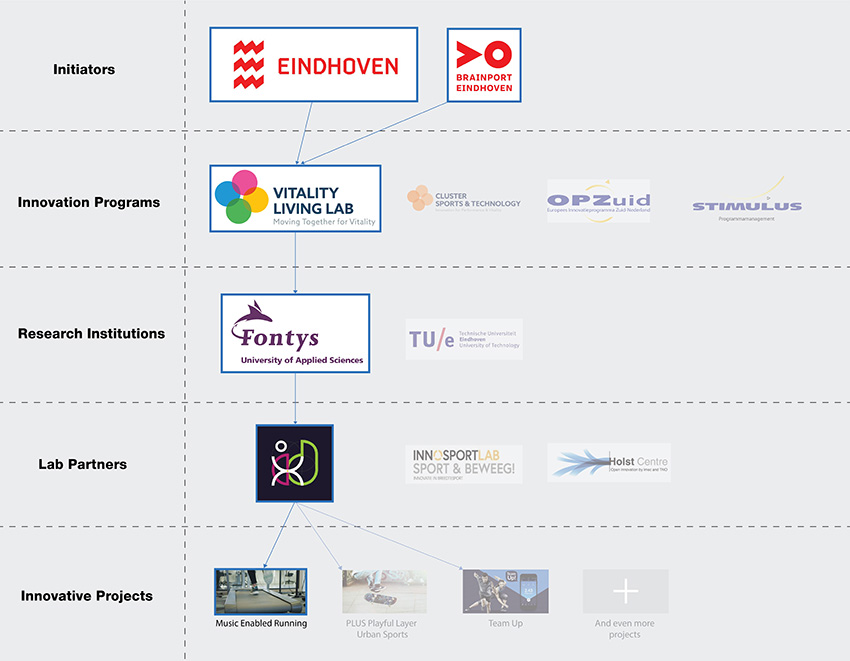 Initiators
EINDHOVEN
BRAINPORT
EINDHOVEN
Innovation Programs
VITALITY
LIVING LAB
Moving Together for Vitality
CLUSTER
SPORTS & TECHNOLOGY
OPZuid
Europees Innovatieprogramma Zuid Nederland
STIMULUS
Programmamanagement
Research Institutions
Fontys
University of Applied Sciences
TU/e
Technische Universiteit
Eindhoven
University of Technology
Lab Partners
INNOSPORTLAB
SPORT & BEWEEG!
INNOVATIE IN BREEDTESPORT
Holst Centre
Open Innovation by imec and TNO
Innovative Projects
Music Enabled Running
PLUS Playful Layer
Urban Sports
Team Up
And even more
projects